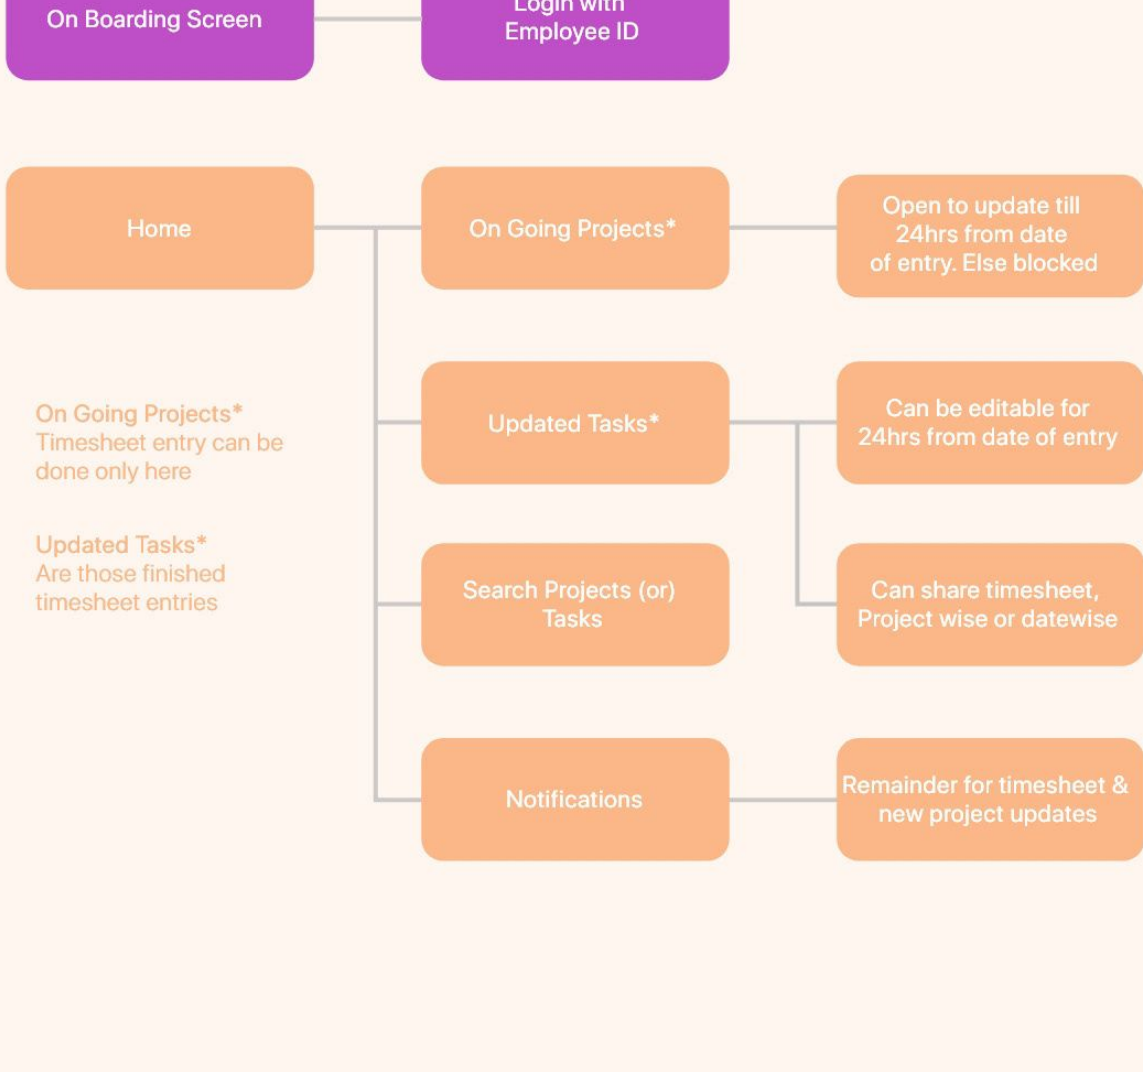 On Boarding Screen
Login with
Employee ID
Home
On Going Projects*
Open to update till
24hrs from date
of entry. Else blocked
On Going Projects*
Timesheet entry can be
done only here
Updated Tasks*
Are those finished
timesheet entries
Updated Tasks*
Can be editable for
24hrs from date of entry
Search Projects (or)
Tasks
Can share timesheet,
Project wise or datewise
Notifications
Remainder for timesheet &
new project updates